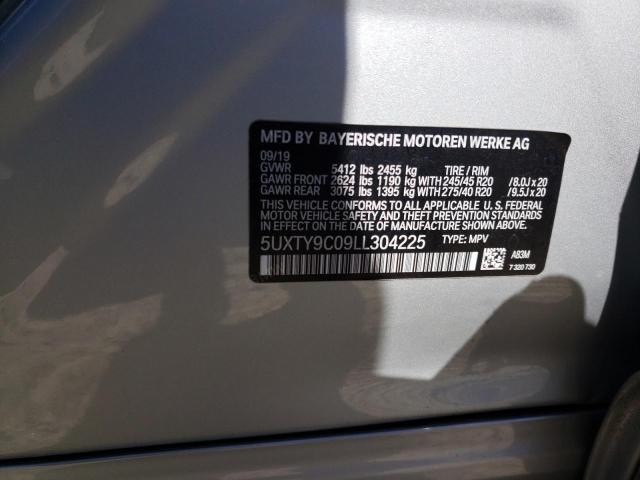 MFD BY BAYERISCHE MOTOREN WERKE AG
09/19
GVWR 5412 lbs 2455 kg TIRE / RIM
GAWR FRONT 2624 lbs 1190 kg WITH 245/45 R20 /8.0J x 20
GAWR REAR 3075 lbs 1395 kg WITH 275/40 R20 /9.5J x 20
THIS VEHICLE CONFORMS TO ALL APPLICABLE U.S. FEDERAL
MOTOR VEHICLE SAFETY AND THEFT PREVENTION STANDARDS IN
EFFECT ON THE DATE OF MANUFACTURE SHOWN ABOVE.
5UXTY9C09LL304225 TYPE: MPV
AB3M
7 320 730